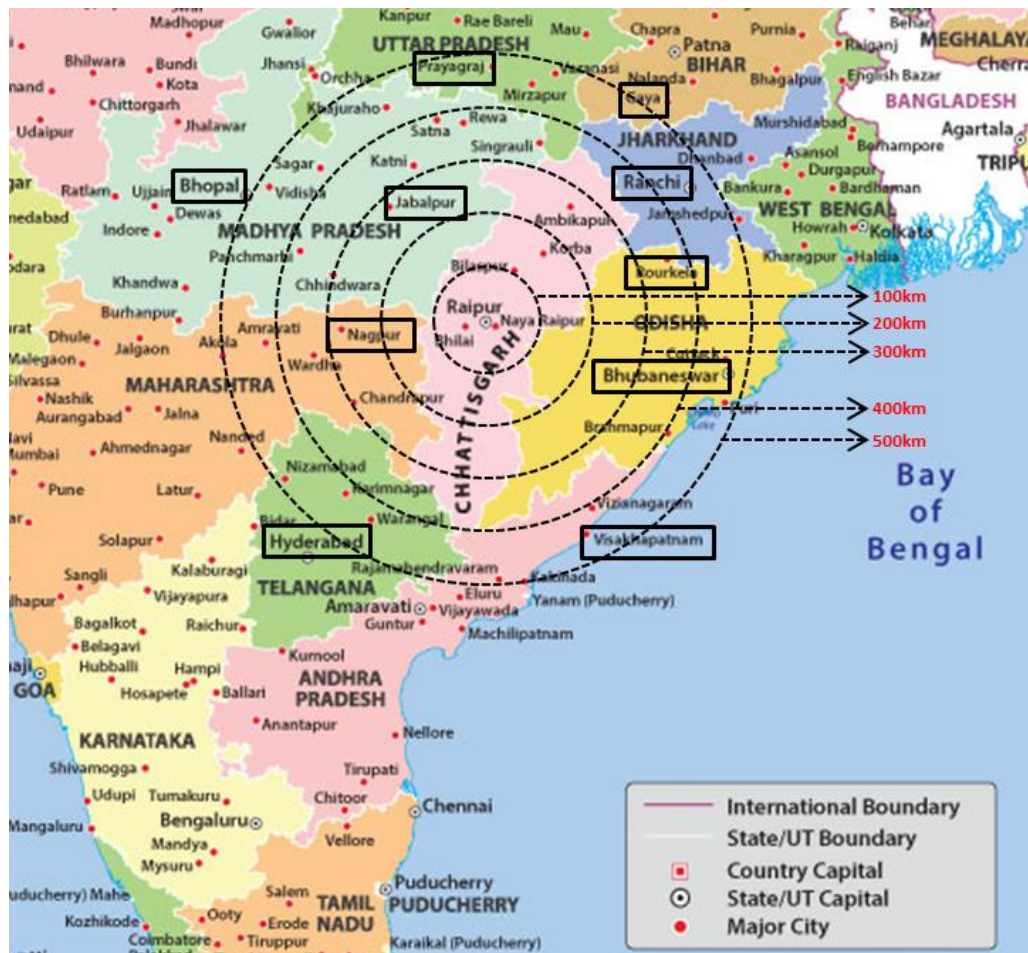 Madhopur
Kanpur
Rae Bareli
Gwalior
UTTAR PRADESH
Mau
Chapra
Patna
BIHAR
Purnia
Behar
MEGHALAYA
Raiganj
Cherra
Bhilwara
Bundi
Kota
Jhansi
Orchha
Prayagraj
Varanasi
Mirzapur
Nalanda
Gaya
Bhagalpur
English Bazar
BANGLADESH
Chittorgarh
Jhalawar
Udaipur
Khajuraho
Satna
Rewa
Singrauli
JHARKHAND
Murshidabad
Berhampore
Agartala
TRIPU
Dhanbad
Asansol
Durgapur
Sagar
Katni
Ratlam
Ujjain
Bhopal
Vidisha
Ranchi
Bankura
Bardhaman
Dewas
Jabalpur
Ambikapur
Jamshedpur
WEST BENGAL
Howrah
Kolkata
Indore
MADHYA PRADESH
Panchmarhi
Korba
Kharagpur
Haldia
Khandwa
Chhindwara
Bilaspur
Rourkela
Burhanpur
Raipur
Naya Raipur
ODISHA
100km
200km
Dhule
Jalgaon
Akola
Amravati
Nagpur
Bhilai
300km
Malegaon
Wardha
Cuttack
Silvassa
MAHARASHTRA
Bhubaneswar
Nashik
Aurangabad
Jalna
Chandrapur
CHHATTISGARH
Puri
Lake
400km
Ahmednagar
Nanded
Brahmapur
500km
Mumbai
Pune
Latur
Nizamabad
Karimnagar
Vizianagaram
Bay
of
Bengal
Bidar
Warangal
Solapur
Hyderabad
Visakhapatnam
Kalaburagi
TELANGANA
Rajamahendravaram
Kakinada
Sangli
Vijayapura
Amaravati
Eluru
Vijayawada
Yanam (Puducherry)
Guntur
Machilipatnam
Bagalkot
Raichur
Belagavi
Kurnool
Hubballi
Hampi
GOA
Hosapete
Ballari
ANDHRA
PRADESH
Anantapur
Nellore
KARNATAKA
Shivamogga
Tirupati
Udupi
Tumakuru
Chitoor
Chennai
Mangaluru
Bengaluru
Vellore
Mandya
Mysuru
Puducherry
PUDUCHERRY
Mahe
Salem
TAMIL
NADU
Kozhikode
Ooty
Erode
Coimbatore
Tiruppur
Karaikal (Puducherry)
International Boundary
State/UT Boundary
Country Capital
State/UT Capital
Major City